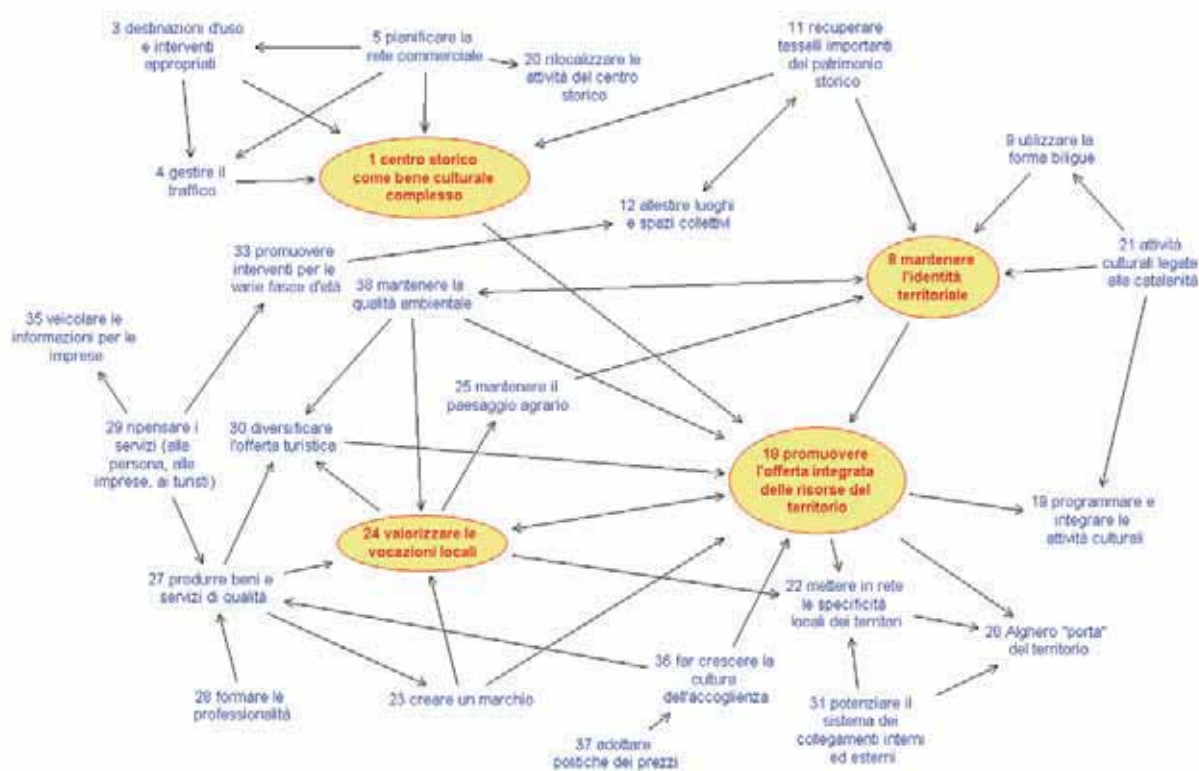 3 destinazioni d'uso
e interventi
appropriati
5 pianificare la
rete commerciale
20 rilocalizzare le
attività del centro
storico
11 recuperare
tasselli importanti
del patrimonio
storico
9 utilizzare la
forma biligue
4 gestire il
traffico
1 centro storico
come bene culturale
complesso
12 allestire luoghi
e spazi collettivi
21 attività
culturali legate
alla catalanità
33 promuovere
interventi per le
varie fasce d'età
38 mantenere la
qualità ambientale
8 mantenere
l'identità
territoriale
35 veicolare le
informazioni per le
imprese
25 mantenere il
paesaggio agrario
29 ripensare i
servizi (alla
persona, alle
imprese, ai turisti)
30 diversificare
l'offerta turistica
18 promuovere
l'offerta integrata
delle risorse del
territorio
19 programmare e
integrare le
attività culturali
24 valorizzare le
vocazioni locali
27 produrre beni e
servizi di qualità
22 mettere in rete
le specificità
locali dei territori
20 Alghero "porta"
del territorio
28 formare le
professionalità
23 creare un marchio
36 far crescere la
cultura
dell'accoglienza
31 potenziare il
sistema dei
collegamenti interni
ed esterni
37 adottare
politiche dei prezzi